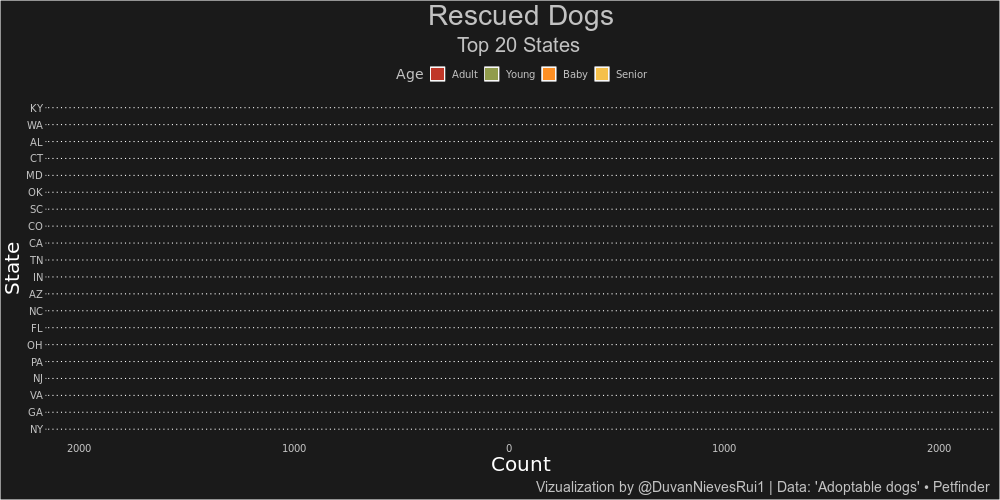 Rescued Dogs
Top 20 States
Age Adult Young Baby Senior
KY
WA
AL
CT
MD
OK
SC
CO
CA
TN
IN
AZ
NC
FL
OH
PA
NJ
VA
GA
NY
State
2000 1000 0 1000 2000
Count
Vizualization by @DuvanNievesRui1 | Data: 'Adoptable dogs' • Petfinder